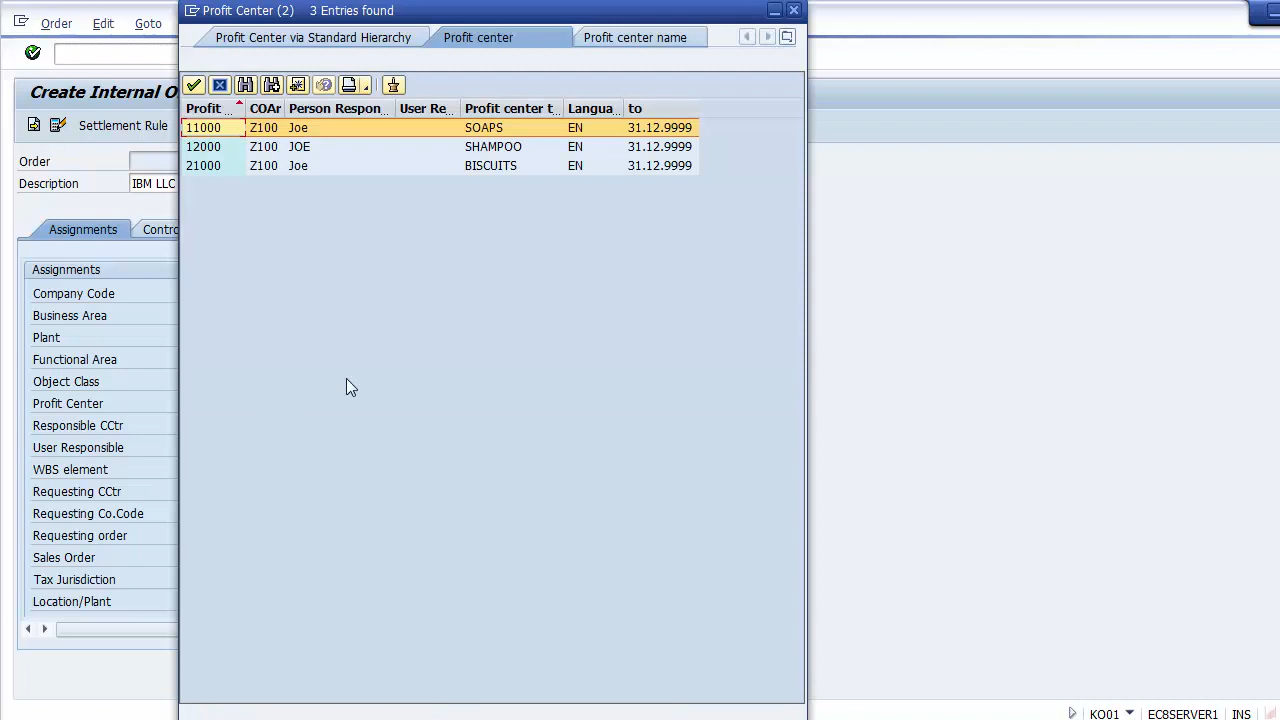 Profit Center (2) 3 Entries found
Order Edit Goto
Profit Center via Standard Hierarchy Profit center Profit center name
Create Internal O
Settlement Rule
Profit ... COAr Person Respon... User Re... Profit center t... Langua... to
11000 Z100 Joe SOAPS EN 31.12.9999
12000 Z100 JOE SHAMPOO EN 31.12.9999
21000 Z100 Joe BISCUITS EN 31.12.9999
Order
Description IBM LLC
Assignments Contro
Assignments
Company Code
Business Area
Plant
Functional Area
Object Class
Profit Center
Responsible CCtr
User Responsible
WBS element
Requesting CCtr
Requesting Co.Code
Requesting order
Sales Order
Tax Jurisdiction
Location/Plant
KO01 EC8SERVER1 INS